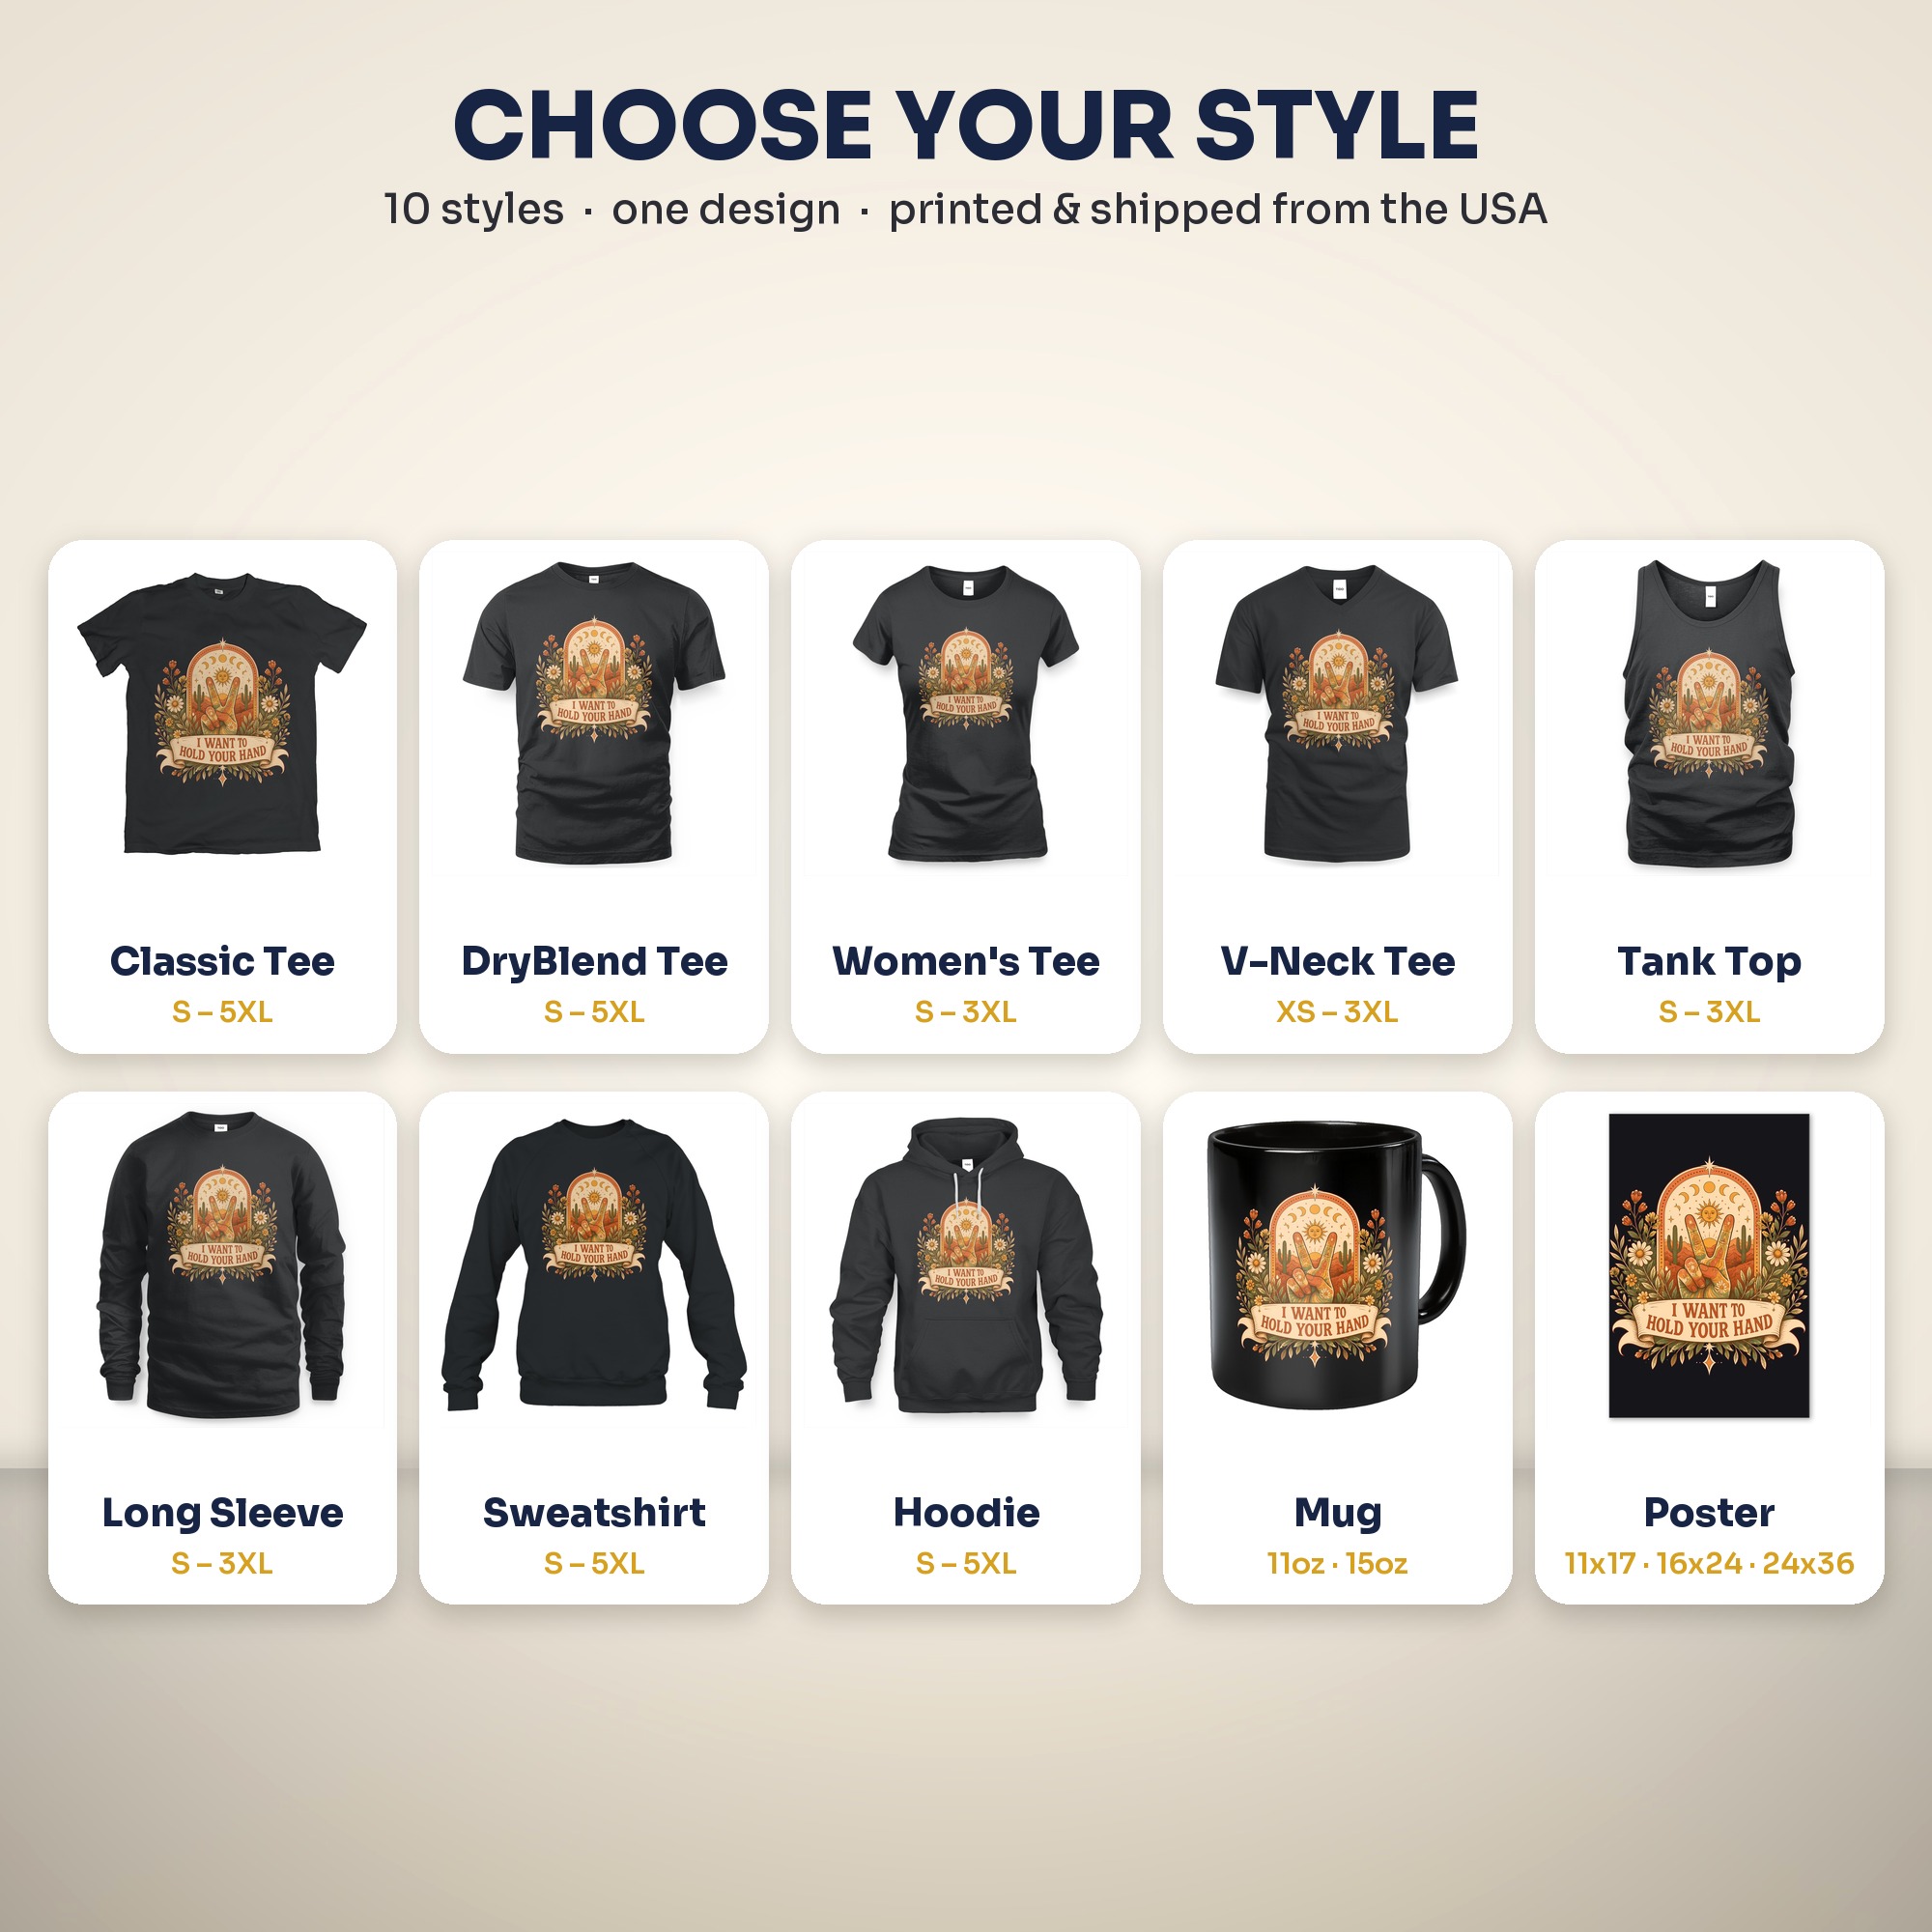 CHOOSE YOUR STYLE
10 styles · one design · printed & shipped from the USA
I WANT TO
HOLD YOUR HAND
Classic Tee
S – 5XL
I WANT TO
HOLD YOUR HAND
DryBlend Tee
S – 5XL
I WANT TO
HOLD YOUR HAND
Women's Tee
S – 3XL
I WANT TO
HOLD YOUR HAND
V-Neck Tee
XS – 3XL
I WANT TO
HOLD YOUR HAND
Tank Top
S – 3XL
I WANT TO
HOLD YOUR HAND
Long Sleeve
S – 3XL
I WANT TO
HOLD YOUR HAND
Sweatshirt
S – 5XL
I WANT TO
HOLD YOUR HAND
Hoodie
S – 5XL
I WANT TO
HOLD YOUR HAND
Mug
11oz · 15oz
I WANT TO
HOLD YOUR HAND
Poster
11x17 · 16x24 · 24x36